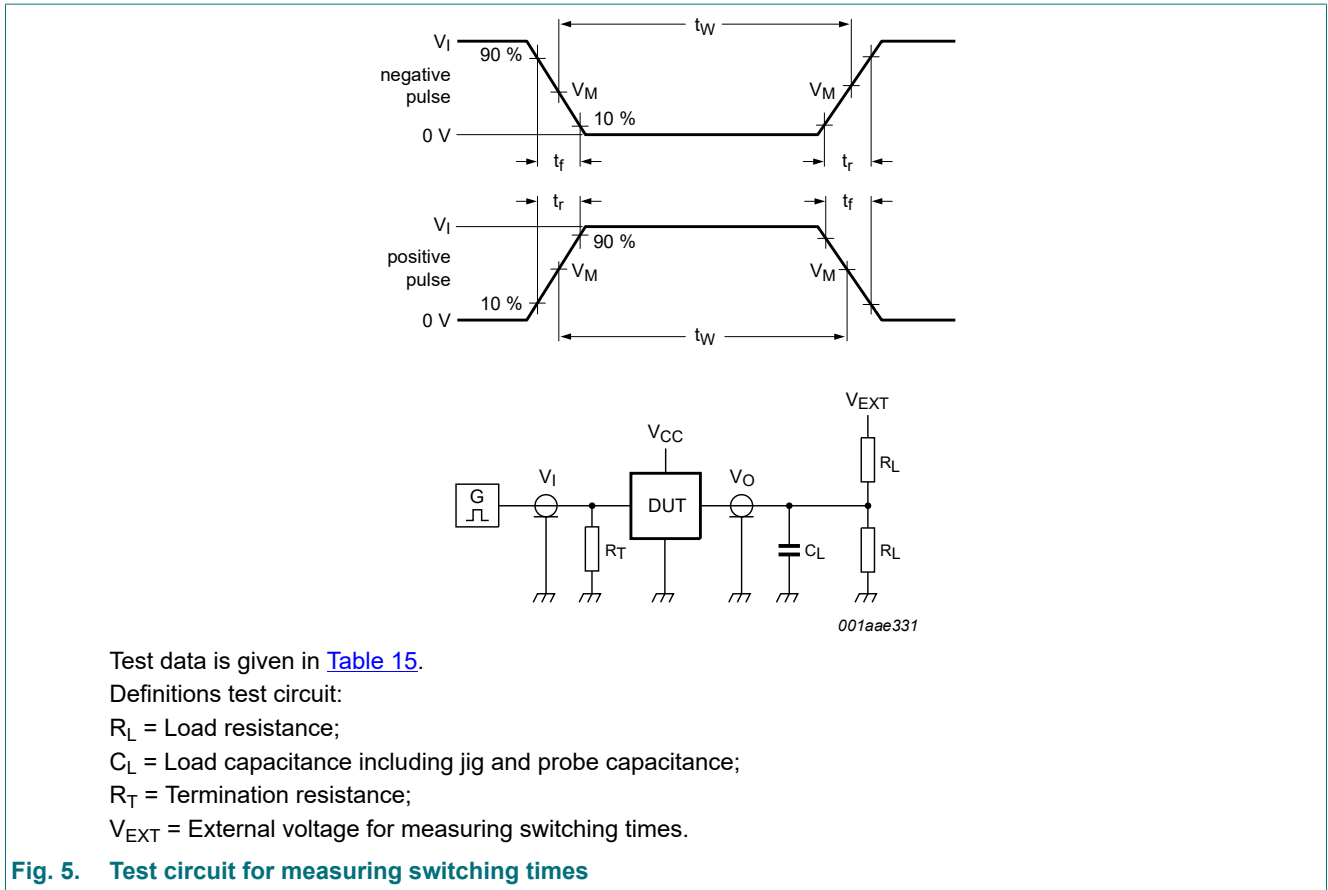 tW
VI
90 %
negative
pulse
VM
VM
10 %
0 V
tf
tr
tr
tf
VI
90 %
positive
pulse
VM
VM
10 %
0 V
tW
VEXT
VCC
RL
VI
VO
G
DUT
RT
CL
RL
001aae331
Test data is given in Table 15.
Definitions test circuit:
RL = Load resistance;
CL = Load capacitance including jig and probe capacitance;
RT = Termination resistance;
VEXT = External voltage for measuring switching times.
Fig. 5. Test circuit for measuring switching times